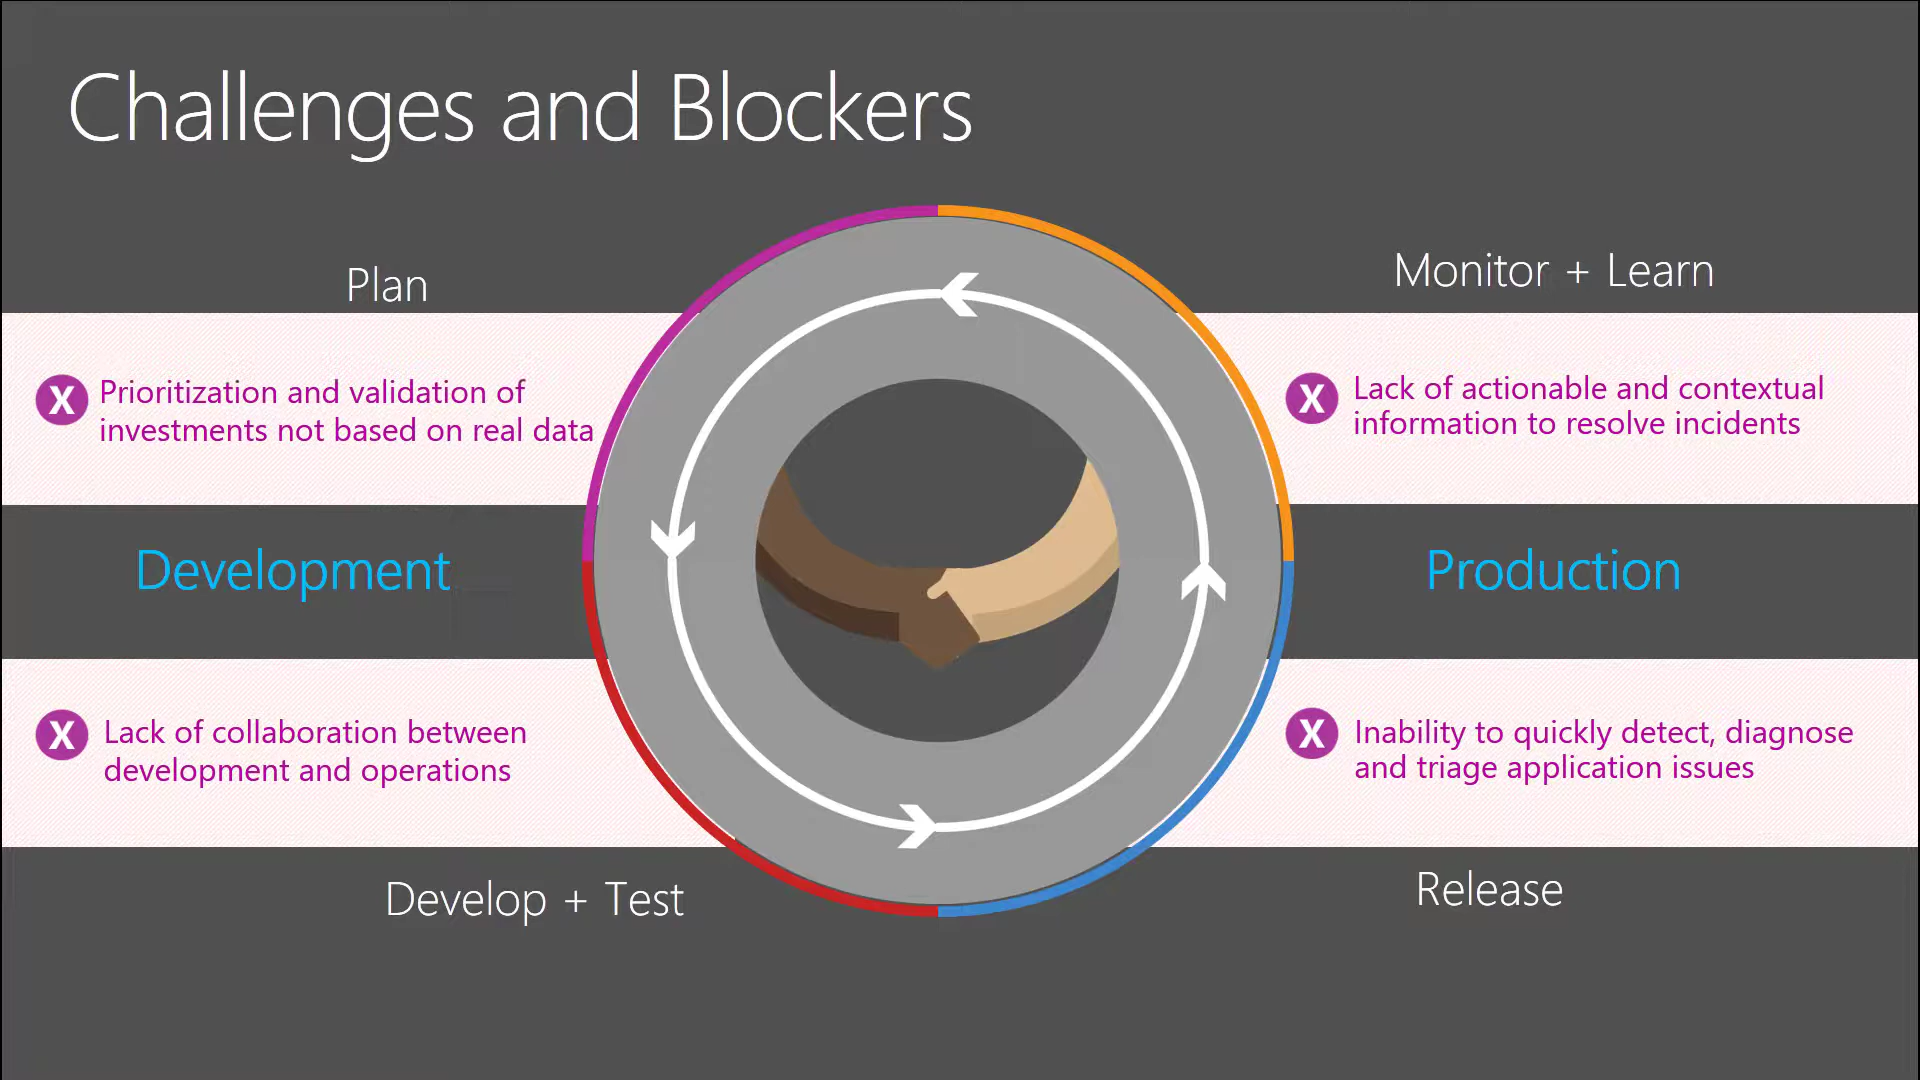 Challenges and Blockers
Plan
Monitor + Learn
X Prioritization and validation of
investments not based on real data
X Lack of actionable and contextual
information to resolve incidents
Development
Production
X Lack of collaboration between
development and operations
X Inability to quickly detect, diagnose
and triage application issues
Develop + Test
Release